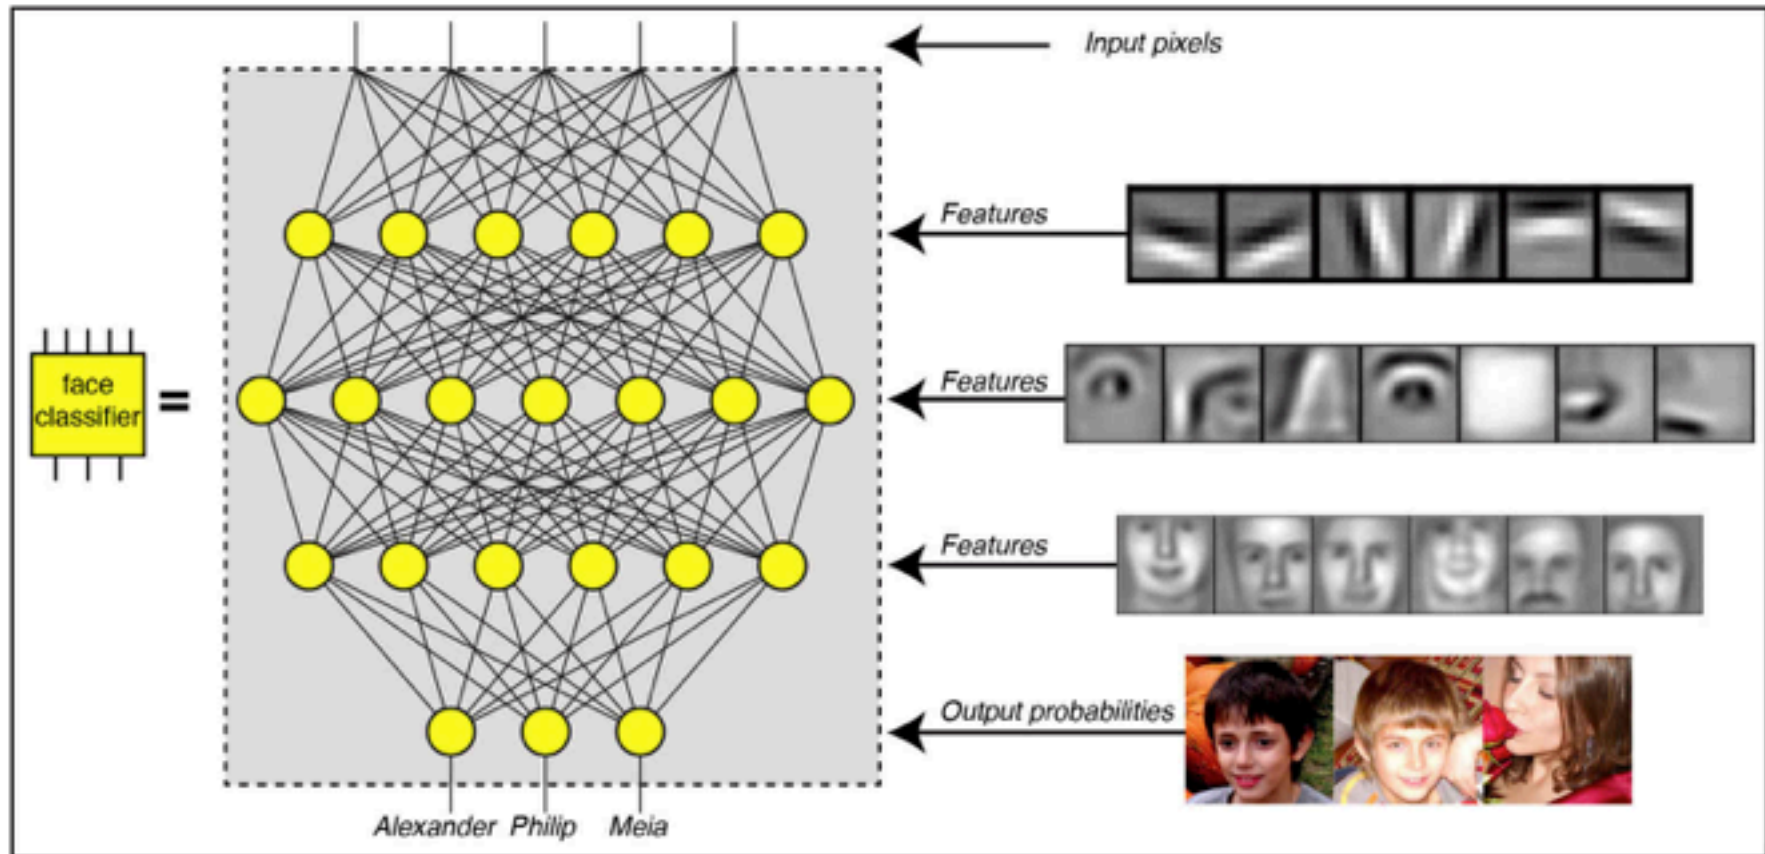 Input pixels
Features
face
classifier
=
Features
Features
Output probabilities
Alexander Philip Meia